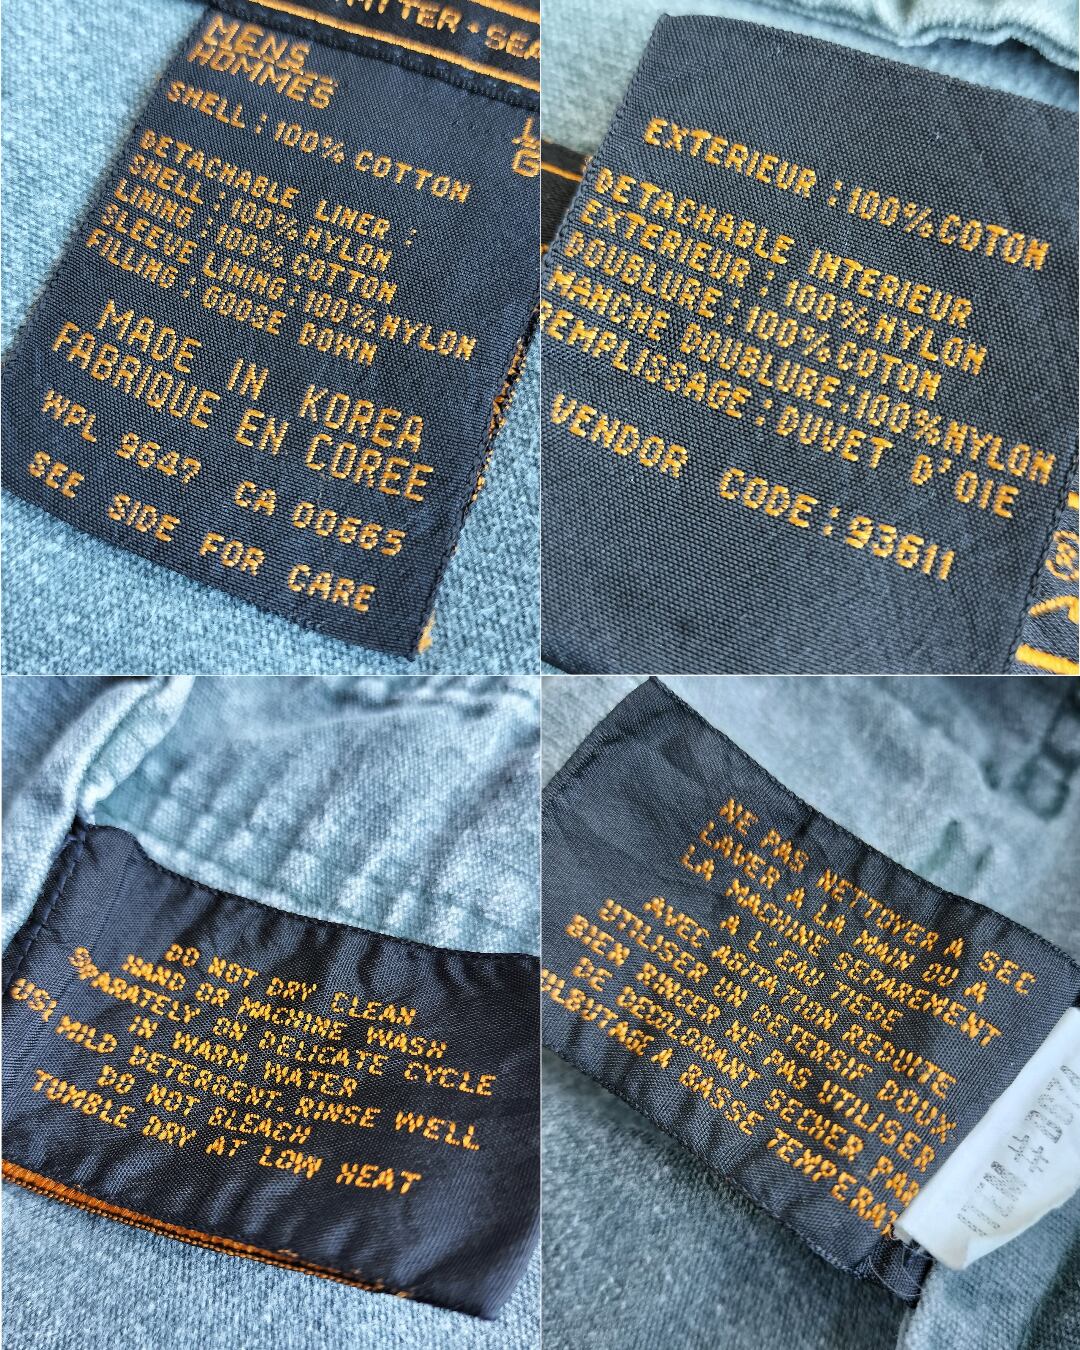 TTER • SEA
MENS
HOMMES
SHELL : 100% COTTON
DETACHABLE LINER :
SHELL : 100% NYLON
LINING : 100% COTTON
SLEEVE LINING : 100% NYLON
FILLING : GOOSE DOWN
MADE IN KOREA
FABRIQUE EN COREE
WPL 9647 CA 00665
SEE SIDE FOR CARE
EXTERIEUR : 100% COTON
DETACHABLE INTERIEUR
EXTERIEUR : 100% NYLON
DOUBLURE : 100% COTON
MANCHE DOUBLURE : 100% NYLON
REMPLISSAGE : DUVET D'OIE
VENDOR CODE : 93611
DO NOT DRY CLEAN
HAND OR MACHINE WASH
SEPARATELY ON DELICATE CYCLE
IN WARM WATER
USE MILD DETERGENT. RINSE WELL
DO NOT BLEACH
TUMBLE DRY AT LOW HEAT
NE PAS NETTOYER A SEC
LAVER A LA MAIN OU A
LA MACHINE SEPAREMENT
A L'EAU TIEDE
AVEC AGITATION REDUITE
UTILISER UN DETERSIF DOUX
BIEN RINCER NE PAS UTILISER
DE DECOLORANT SECHER PAR
CULBUTAGE A BASSE TEMPERAT